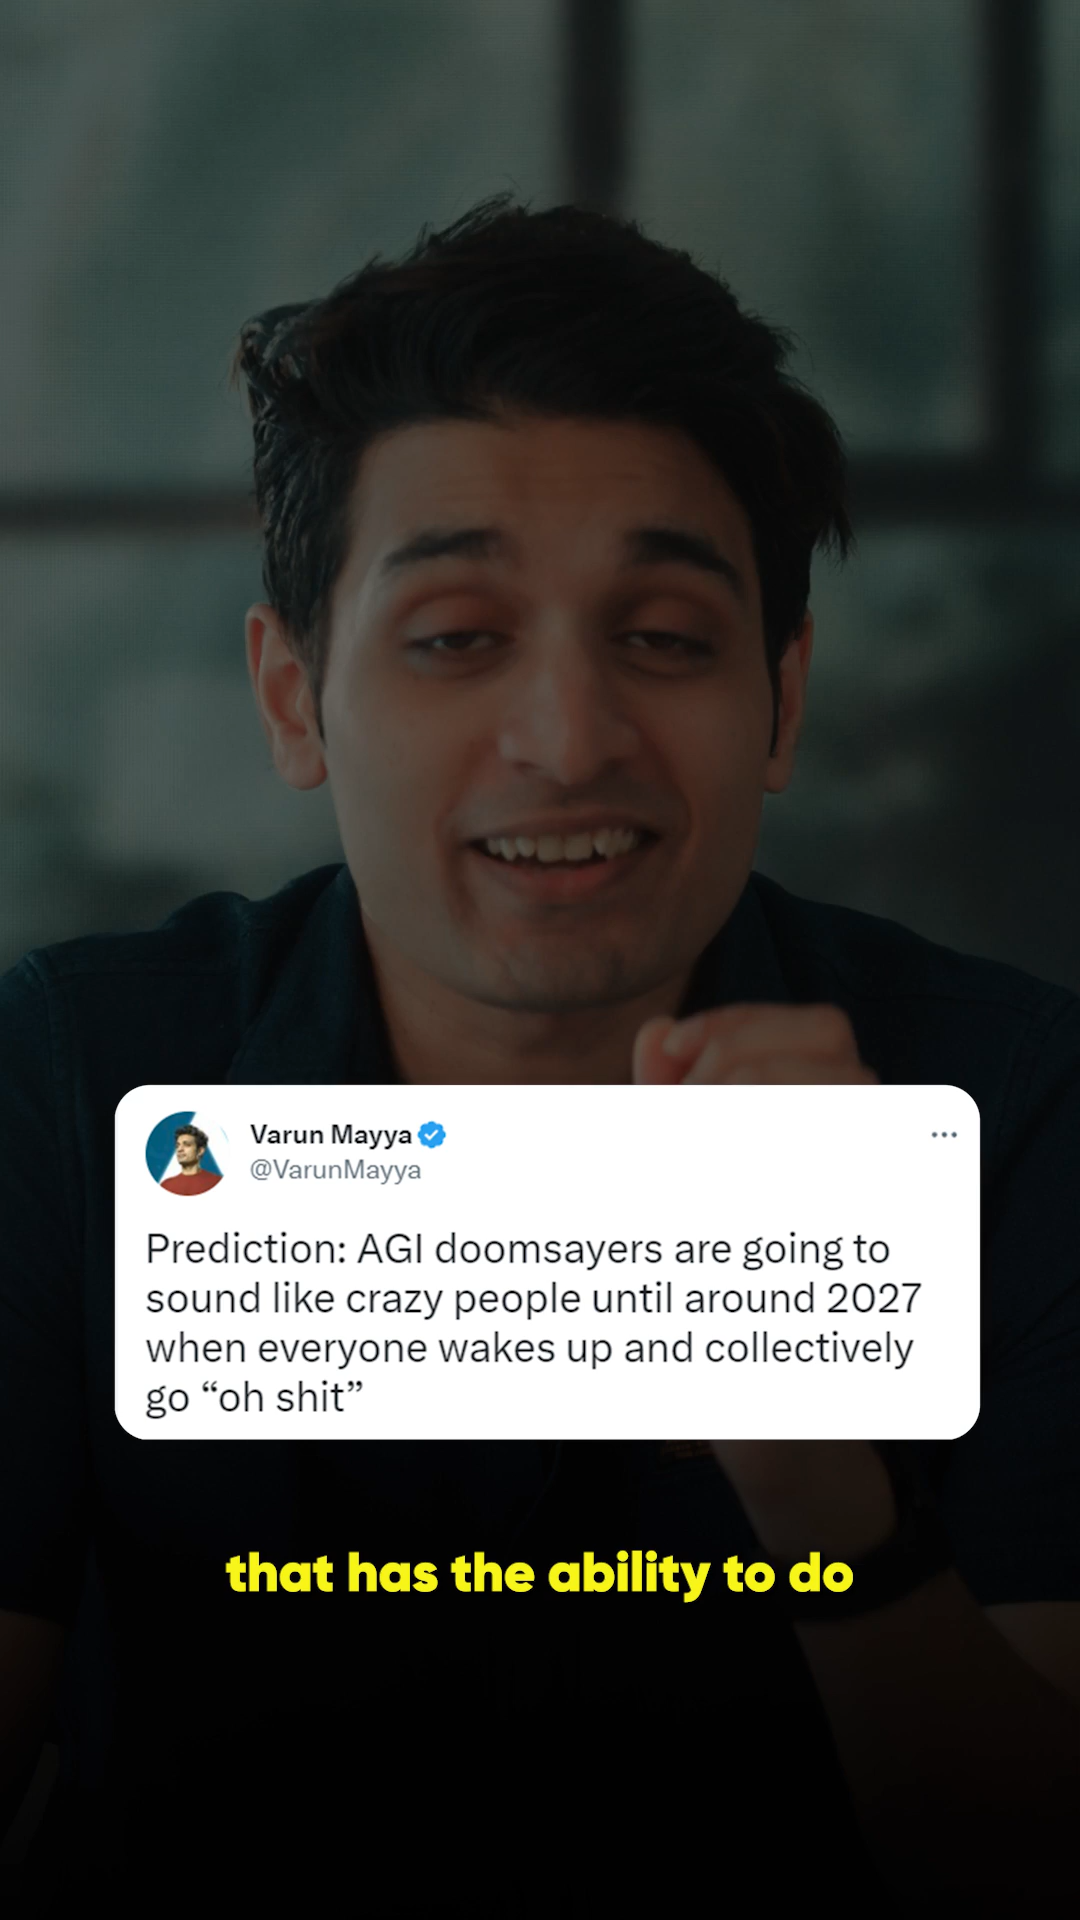 Varun Mayya
@VarunMayya
Prediction: AGI doomsayers are going to
sound like crazy people until around 2027
when everyone wakes up and collectively
go “oh shit”
that has the ability to do